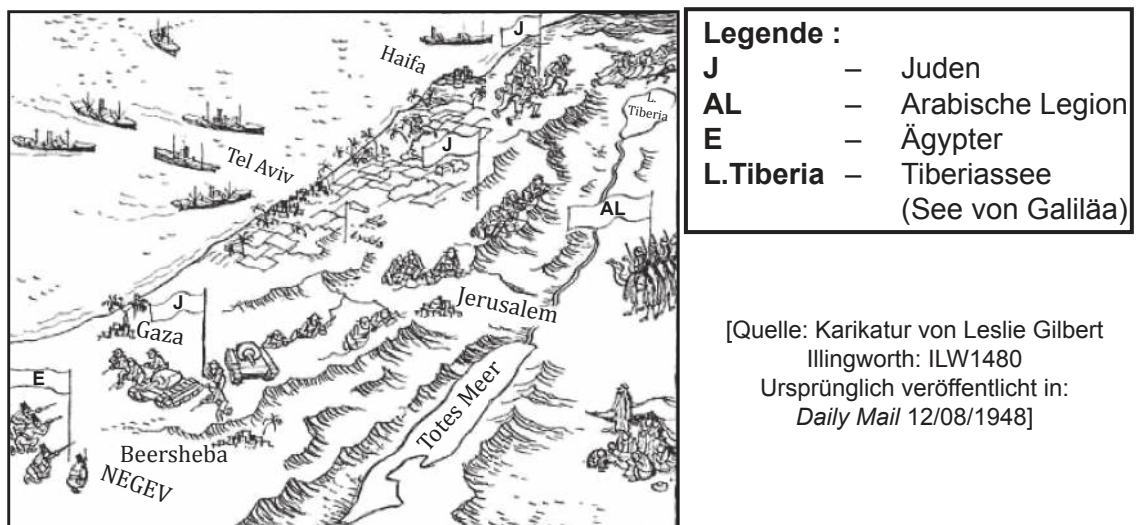 J
Haifa
L.
Tiberia
Tel Aviv
J
AL
Jerusalem
J
Gaza
E
Totes Meer
Beersheba
NEGEV
Legende :
J – Juden
AL – Arabische Legion
E – Ägypter
L.Tiberia – Tiberiassee
(See von Galiläa)
[Quelle: Karikatur von Leslie Gilbert
Illingworth: ILW1480
Ursprünglich veröffentlicht in:
Daily Mail 12/08/1948]